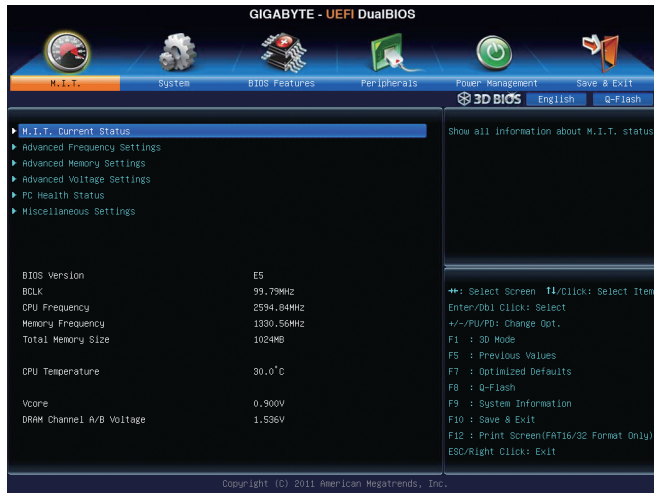 GIGABYTE - UEFI DualBIOS
M.I.T. System BIOS Features Peripherals Power Management Save & Exit
3D BIOS English Q-Flash
M.I.T. Current Status
Advanced Frequency Settings
Advanced Memory Settings
Advanced Voltage Settings
PC Health Status
Miscellaneous Settings
Show all information about M.I.T. status
BIOS Version E5
BCLK 99.79MHz
CPU Frequency 2594.84MHz
Memory Frequency 1330.56MHz
Total Memory Size 1024MB
CPU Temperature 30.0°C
Vcore 0.900V
DRAM Channel A/B Voltage 1.536V
→←: Select Screen ↑↓/Click: Select Item
Enter/Dbl Click: Select
+/-/PU/PD: Change Opt.
F1 : 3D Mode
F5 : Previous Values
F7 : Optimized Defaults
F8 : Q-Flash
F9 : System Information
F10 : Save & Exit
F12 : Print Screen(FAT16/32 Format Only)
ESC/Right Click: Exit
Copyright (C) 2011 American Megatrends, Inc.